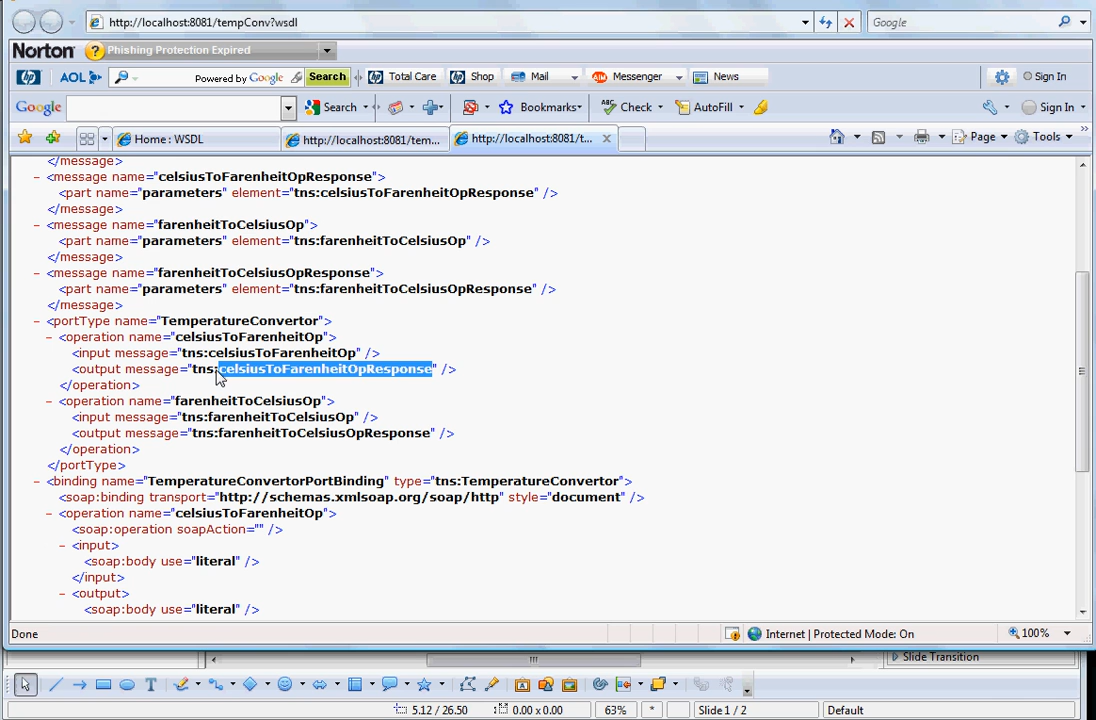 http://localhost:8081/tempConv?wsdl Google
Norton ? Phishing Protection Expired
hp AOL Powered by Google Search hp Total Care hp Shop Mail AIM Messenger News Sign In
Google Search Bookmarks ABC Check AutoFill Sign In
Home : WSDL http://localhost:8081/tem... http://localhost:8081/t... Page Tools
</message>
– <message name="celsiusToFarenheitOpResponse">
<part name="parameters" element="tns:celsiusToFarenheitOpResponse" />
</message>
– <message name="farenheitToCelsiusOp">
<part name="parameters" element="tns:farenheitToCelsiusOp" />
</message>
– <message name="farenheitToCelsiusOpResponse">
<part name="parameters" element="tns:farenheitToCelsiusOpResponse" />
</message>
– <portType name="TemperatureConvertor">
– <operation name="celsiusToFarenheitOp">
<input message="tns:celsiusToFarenheitOp" />
<output message="tns:celsiusToFarenheitOpResponse" />
</operation>
– <operation name="farenheitToCelsiusOp">
<input message="tns:farenheitToCelsiusOp" />
<output message="tns:farenheitToCelsiusOpResponse" />
</operation>
</portType>
– <binding name="TemperatureConvertorPortBinding" type="tns:TemperatureConvertor">
<soap:binding transport="http://schemas.xmlsoap.org/soap/http" style="document" />
– <operation name="celsiusToFarenheitOp">
<soap:operation soapAction="" />
– <input>
<soap:body use="literal" />
</input>
– <output>
<soap:body use="literal" />
Done Internet | Protected Mode: On 100%
Slide Transition
T
5.12 / 26.50 0.00 x 0.00 63% * Slide 1 / 2 Default